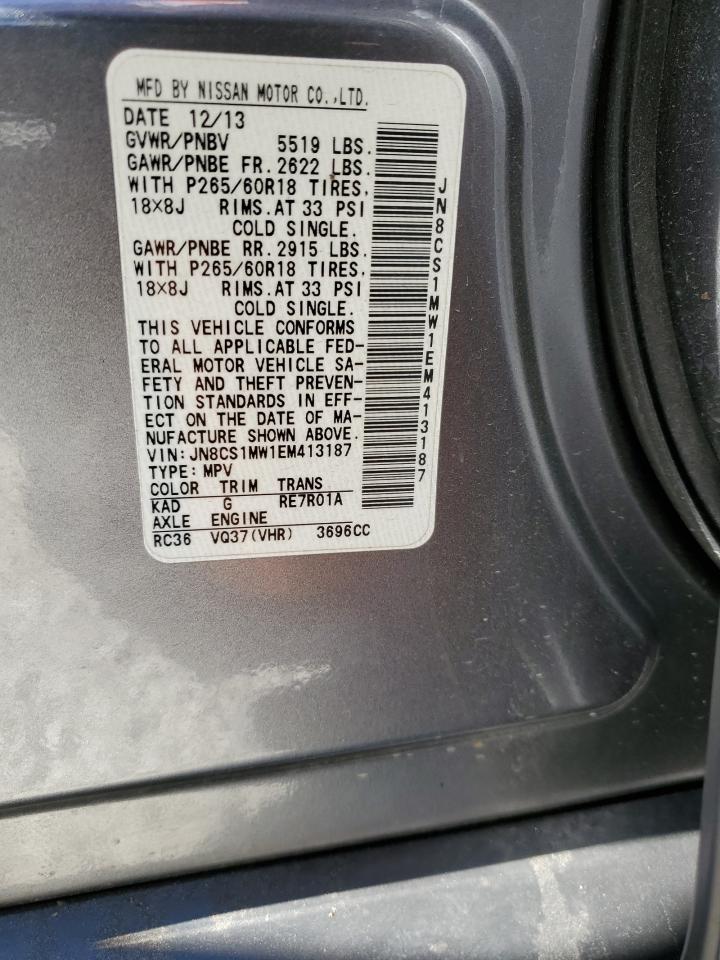 MFD BY NISSAN MOTOR CO.,LTD.
DATE 12/13
GVWR/PNBV 5519 LBS.
GAWR/PNBE FR.2622 LBS.
WITH P265/60R18 TIRES,
18×8J RIMS.AT 33 PSI
COLD SINGLE.
GAWR/PNBE RR.2915 LBS.
WITH P265/60R18 TIRES.
18×8J RIMS.AT 33 PSI
COLD SINGLE.
THIS VEHICLE CONFORMS
TO ALL APPLICABLE FED-
ERAL MOTOR VEHICLE SA-
FETY AND THEFT PREVEN-
TION STANDARDS IN EFF-
ECT ON THE DATE OF MA-
NUFACTURE SHOWN ABOVE.
VIN:JN8CS1MW1EM413187
TYPE:MPV
COLOR TRIM TRANS
KAD G RE7R01A
AXLE ENGINE
RC36 VQ37(VHR) 3696CC
JN8CS1MW1EM413187